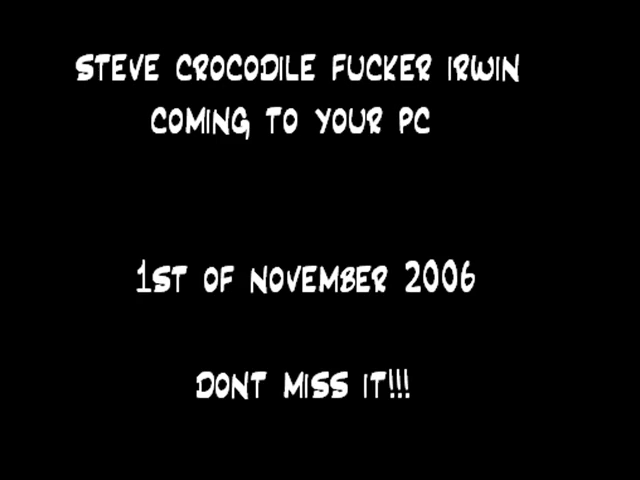 STEVE CROCODILE FUCKER IRWIN
COMING TO YOUR PC
1ST OF NOVEMBER 2006
DONT MISS IT!!!